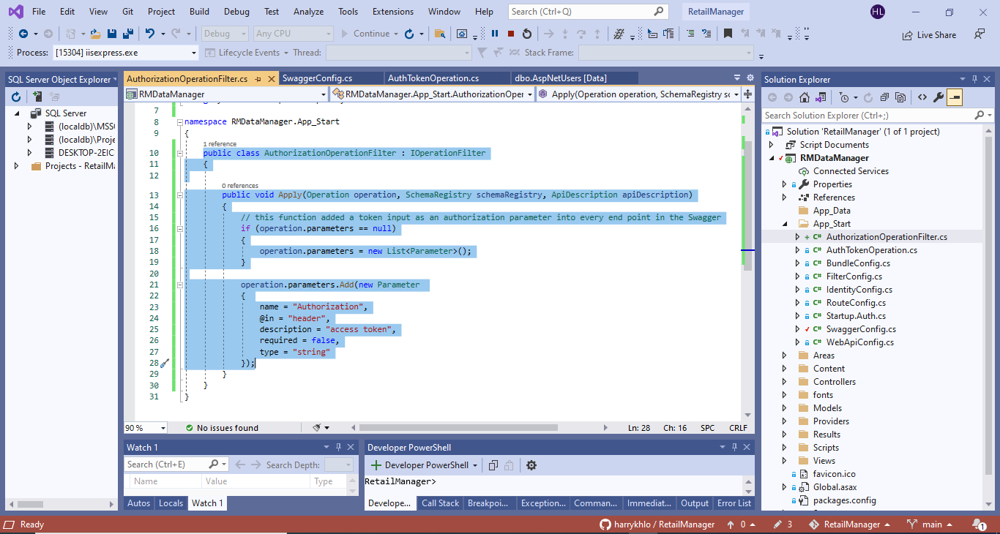 File Edit View Git Project Build Debug Test Analyze Tools Extensions Window Help Search (Ctrl+Q) RetailManager HL
Debug Any CPU Continue Live Share
Process: [15304] iisexpress.exe Lifecycle Events Thread: Stack Frame:
SQL Server Object Explorer
SQL Server
(localdb)\MSS
(localdb)\Proje
DESKTOP-2EIC
Projects - RetailMa
AuthorizationOperationFilter.cs SwaggerConfig.cs AuthTokenOperation.cs dbo.AspNetUsers [Data]
RMDataManager RMDataManager.App_Start.AuthorizationOper Apply(Operation operation, SchemaRegistry sc
7
8 namespace RMDataManager.App_Start
9 {
1 reference
10 public class AuthorizationOperationFilter : IOperationFilter
11 {
12
0 references
13 public void Apply(Operation operation, SchemaRegistry schemaRegistry, ApiDescription apiDescription)
14 {
15 // this function added a token input as an authorization parameter into every end point in the Swagger
16 if (operation.parameters == null)
17 {
18 operation.parameters = new List<Parameter>();
19 }
20
21 operation.parameters.Add(new Parameter
22 {
23 name = "Authorization",
24 @in = "header",
25 description = "access token",
26 required = false,
27 type = "string"
28 });
29 }
30 }
31 }
90 % No issues found Ln: 28 Ch: 16 SPC CRLF
Watch 1
Search (Ctrl+E) Search Depth:
Name Value Type
Autos Locals Watch 1
Developer PowerShell
Developer PowerShell
RetailManager>
Develope... Call Stack Breakpoi... Exception... Comman... Immediat... Output Error List
Solution Explorer
Search Solution Explorer (Ctrl+;)
Solution 'RetailManager' (1 of 1 project)
Script Documents
RMDataManager
Connected Services
Properties
References
App_Data
App_Start
C# AuthorizationOperationFilter.cs
C# AuthTokenOperation.cs
C# BundleConfig.cs
C# FilterConfig.cs
C# IdentityConfig.cs
C# RouteConfig.cs
C# Startup.Auth.cs
C# SwaggerConfig.cs
C# WebApiConfig.cs
Areas
Content
Controllers
fonts
Models
Providers
Results
Scripts
Views
favicon.ico
Global.asax
packages.config
Ready harrykhlo / RetailManager 0 3 RetailManager main 1